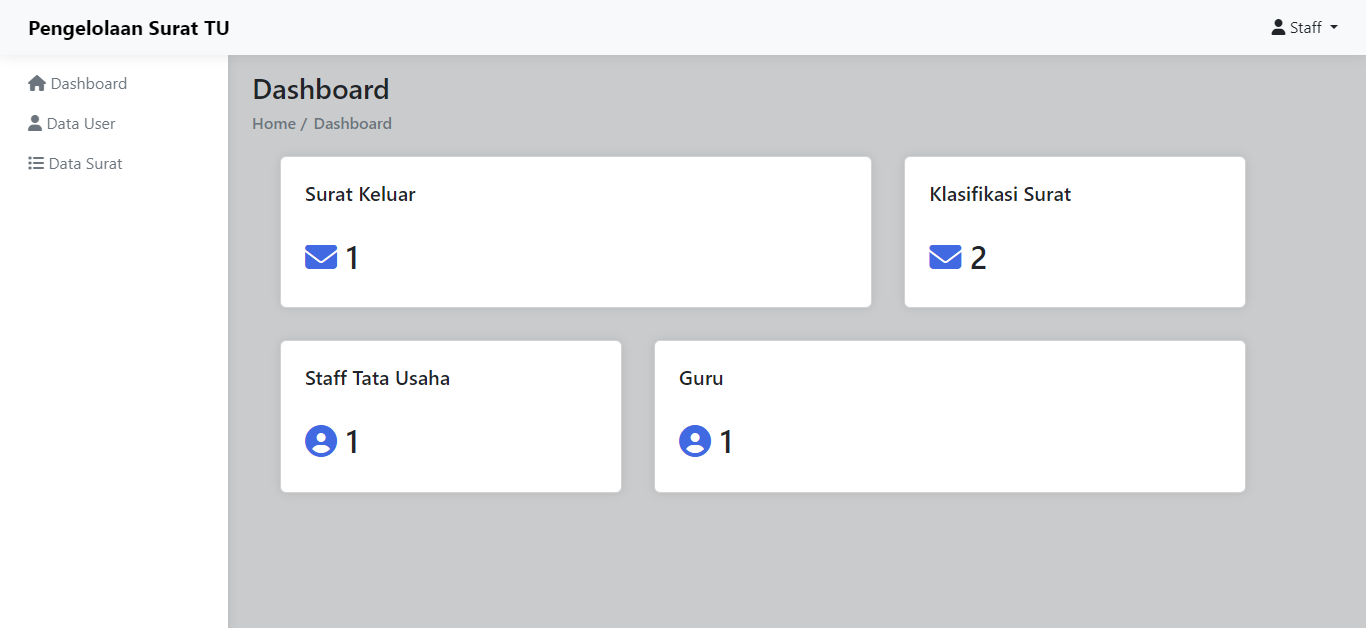 Pengelolaan Surat TU
Staff
Dashboard
Data User
Data Surat
Dashboard
Home / Dashboard
Surat Keluar
1
Klasifikasi Surat
2
Staff Tata Usaha
1
Guru
1